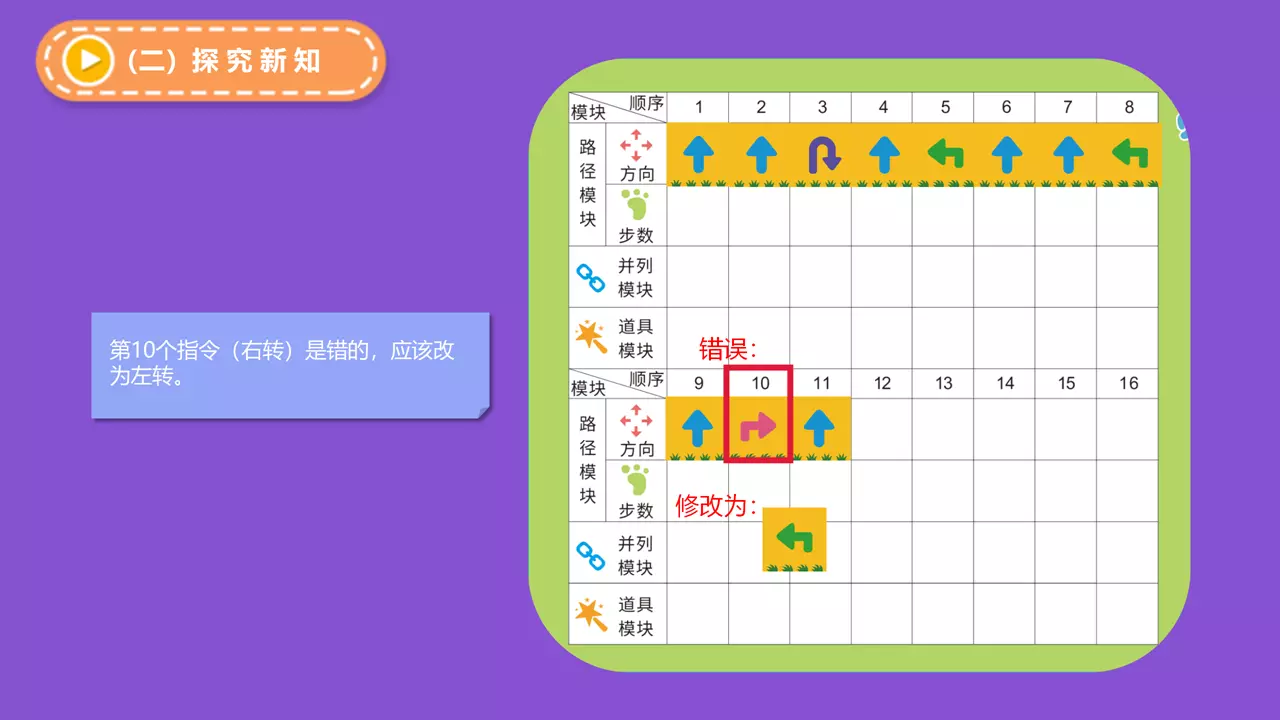 (二) 探究新知
第10个指令（右转）是错的，应该改
为左转。
模块 顺序 1 2 3 4 5 6 7 8
路径模块
方向
步数
并列
模块
道具
模块
错误：
模块 顺序 9 10 11 12 13 14 15 16
路径模块
方向
步数
修改为：
并列
模块
道具
模块